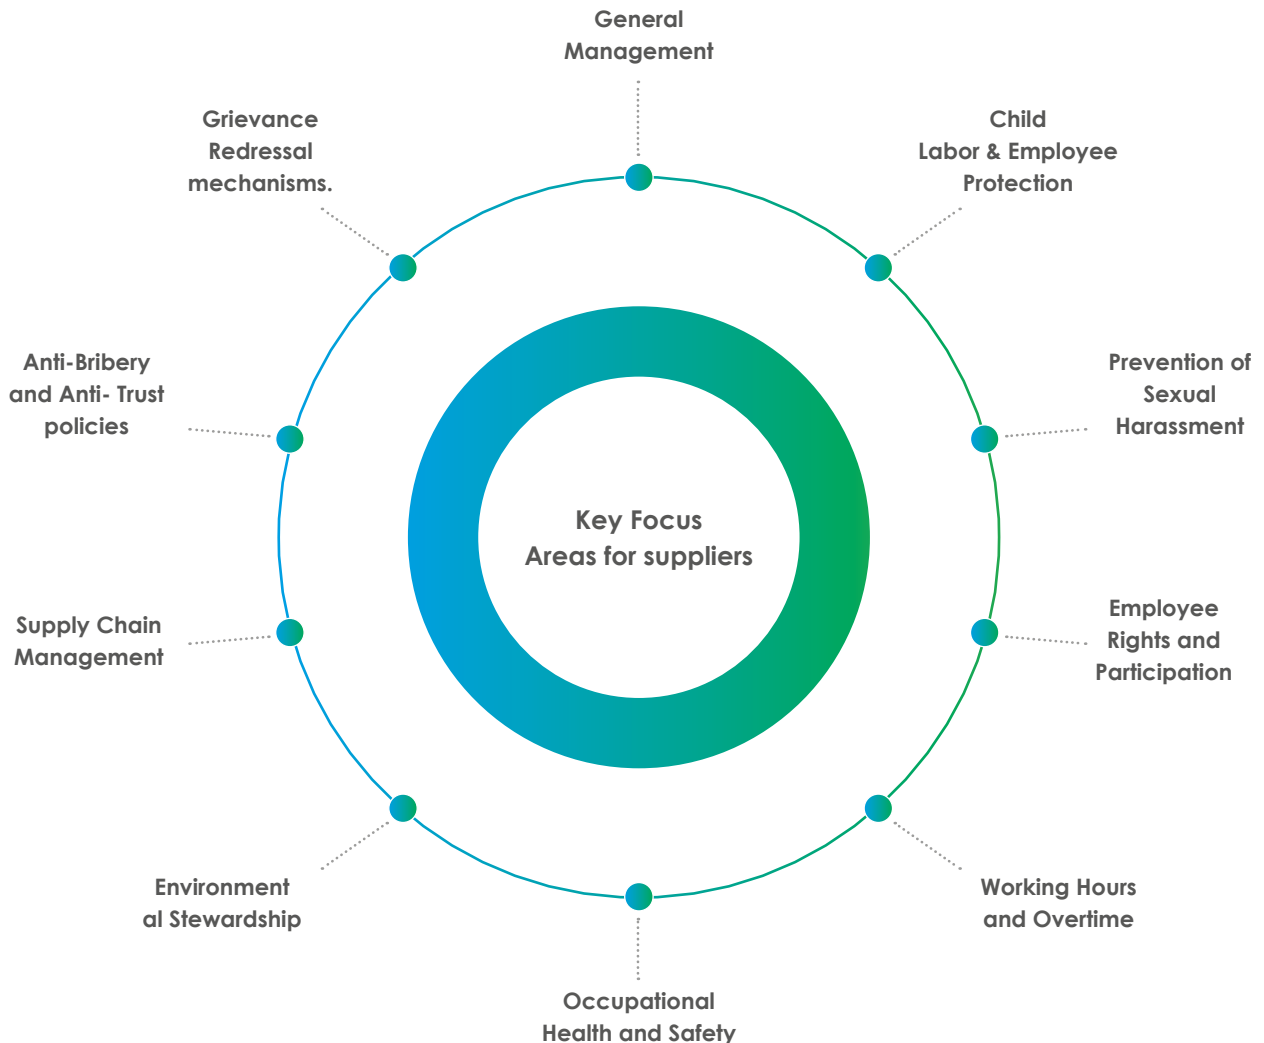 General
Management
Child
Labor & Employee
Protection
Prevention of
Sexual
Harassment
Employee
Rights and
Participation
Working Hours
and Overtime
Occupational
Health and Safety
Environment
al Stewardship
Supply Chain
Management
Anti-Bribery
and Anti- Trust
policies
Grievance
Redressal
mechanisms.
Key Focus
Areas for suppliers